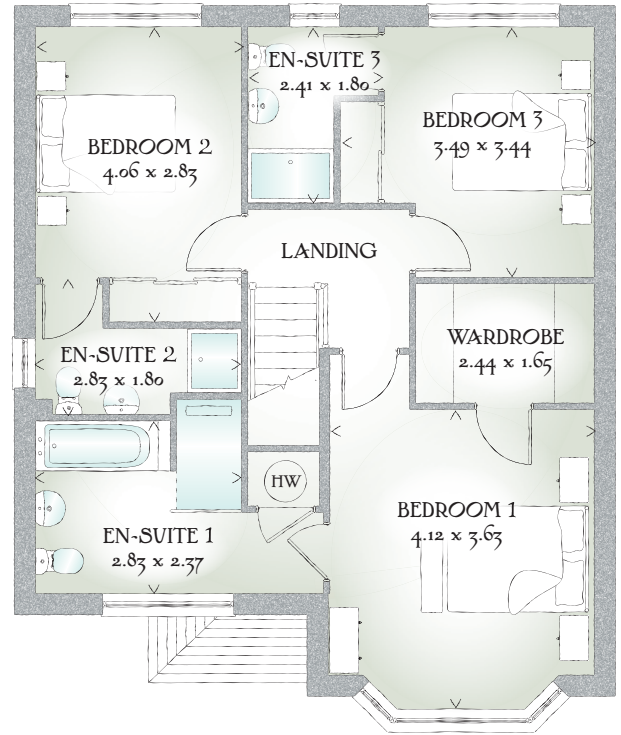 EN-SUITE 3
2.41 x 1.80
BEDROOM 3
3.49 x 3.44
BEDROOM 2
4.06 x 2.83
LANDING
WARDROBE
2.44 x 1.65
EN-SUITE 2
2.83 x 1.80
HW
BEDROOM 1
4.12 x 3.63
EN-SUITE 1
2.83 x 2.37